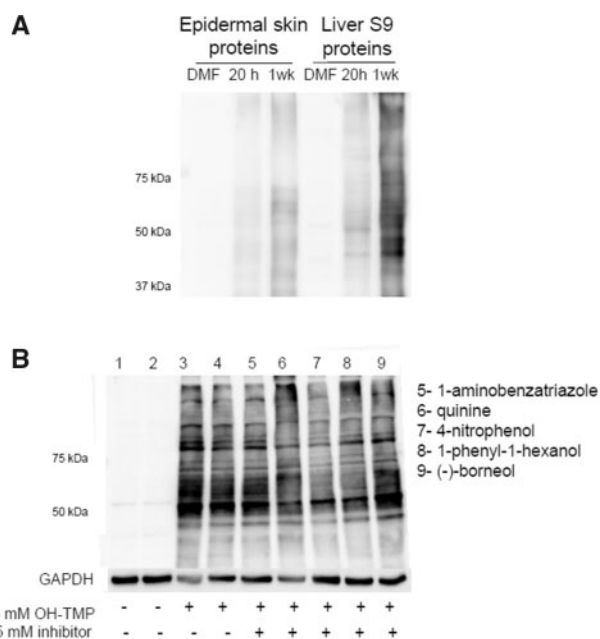 A
Epidermal skin proteins
Liver S9 proteins
DMF 20 h 1wk DMF 20h 1wk
75 kDa
50 kDa
37 kDa
B
1 2 3 4 5 6 7 8 9
5- 1-aminobenzatriazole
6- quinine
7- 4-nitrophenol
8- 1-phenyl-1-hexanol
9- (-)-borneol
75 kDa
50 kDa
GAPDH
mM OH-TMP - - + + + + + + +
5 mM inhibitor - - - - + + + + +